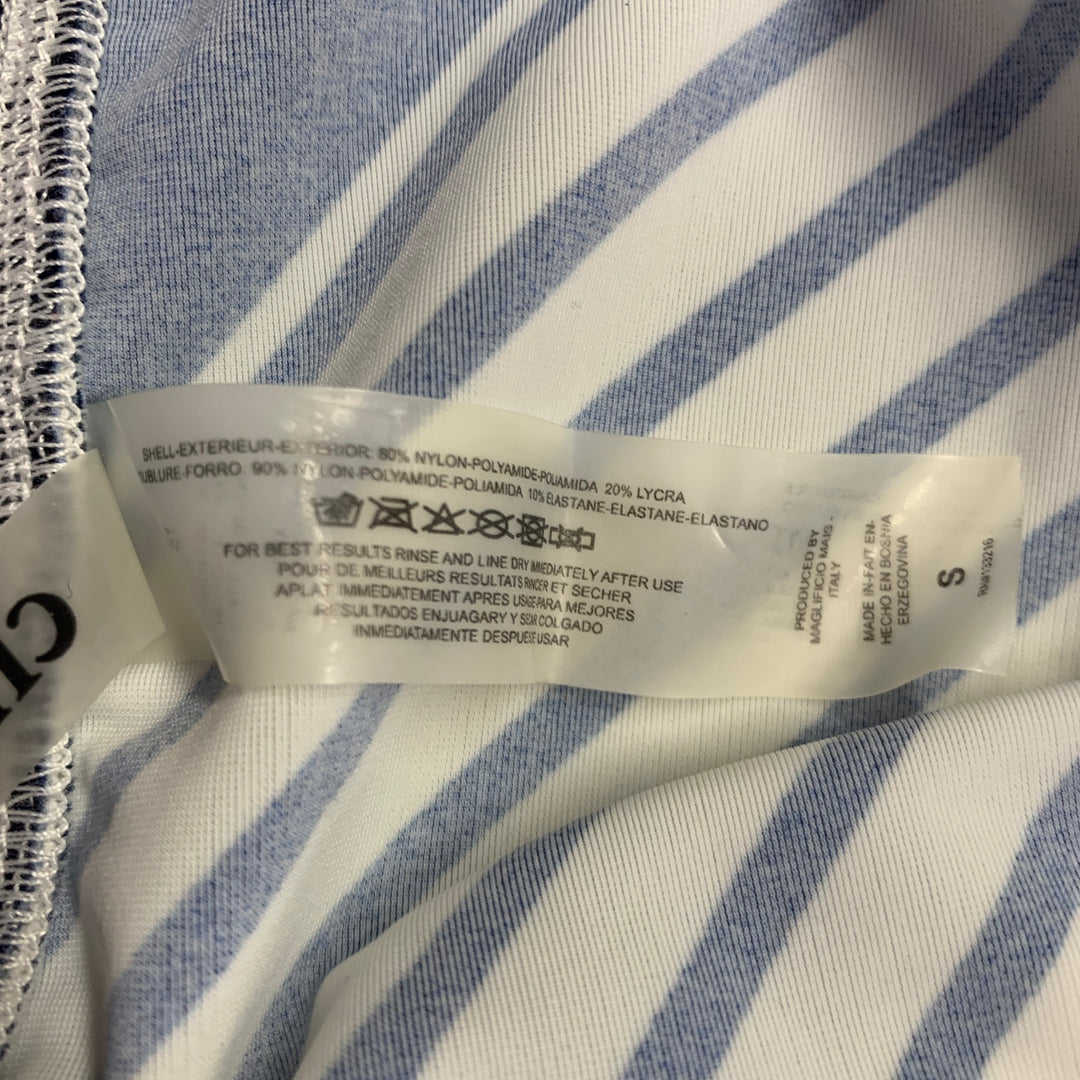 SHELL-EXTERIEUR-EXTERIOR: 80% NYLON-POLYAMIDE-POLIAMIDA 20% LYCRA
UBLURE-FORRO: 90% NYLON-POLYAMIDE-POLIAMIDA 10% ELASTANE-ELASTANE-ELASTANO
FOR BEST RESULTS RINSE AND LINE DRY IMMEDIATELY AFTER USE
POUR DE MEILLEURS RESULTATS RINCER ET SECHER
APLAT IMMEDIATEMENT APRES USAGE-PARA MEJORES
RESULTADOS ENJUAGARY Y SECAR COLGADO
INMEDIATAMENTE DESPUES USAR
PRODUCED BY
MAGLIFICIO MAIS -
ITALY
MADE IN-FAIT EN-
HECHO EN BOSNIA
ERZEGOVINA
S